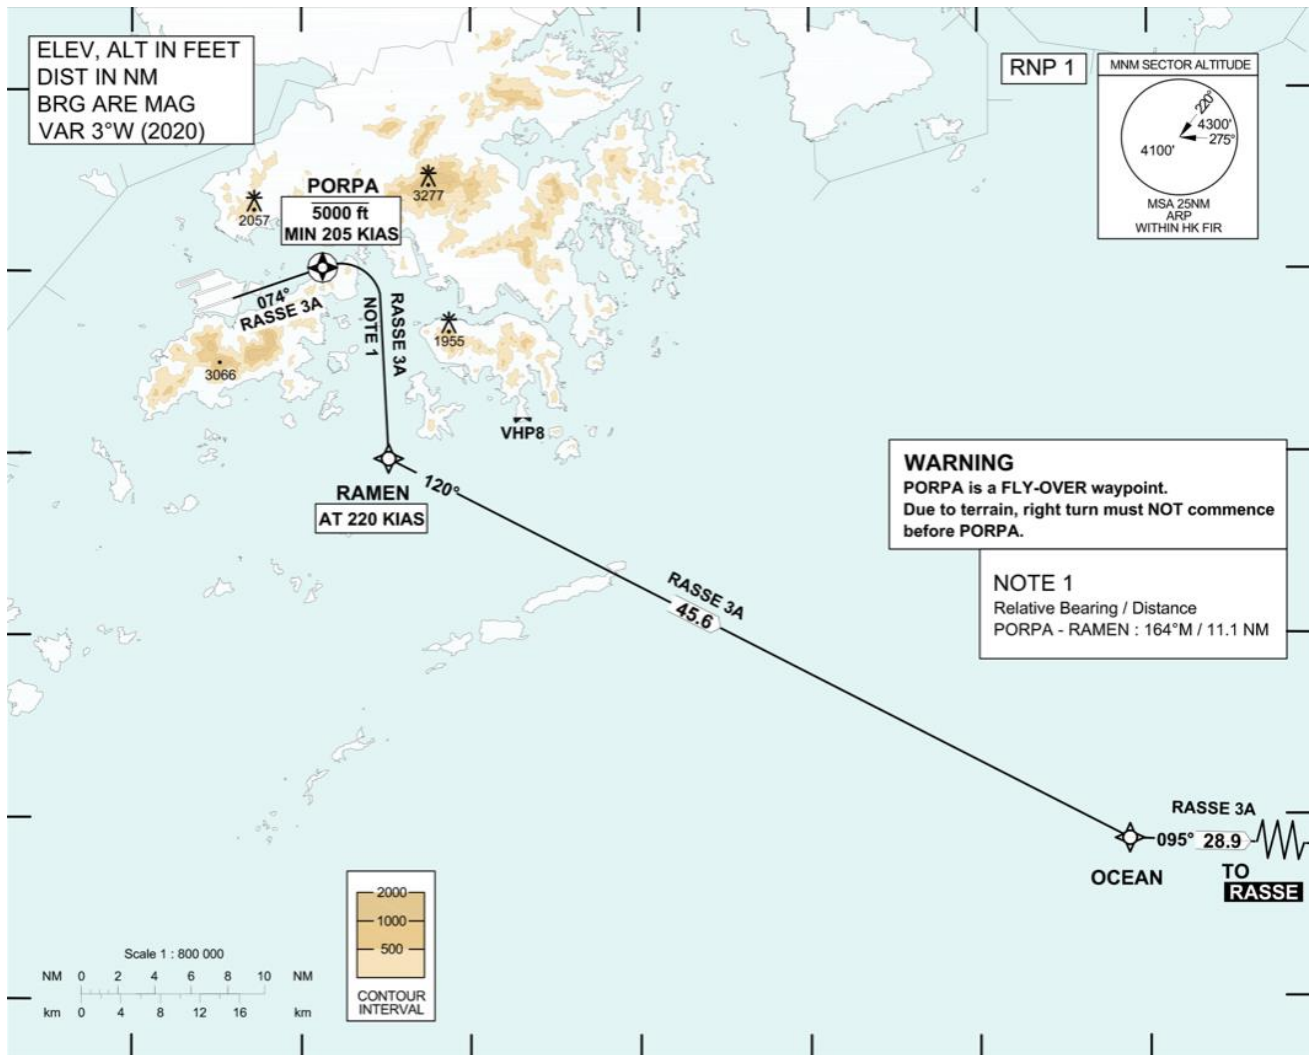 ELEV, ALT IN FEET
DIST IN NM
BRG ARE MAG
VAR 3°W (2020)
RNP 1
MNM SECTOR ALTITUDE
220°
4300'
275°
4100'
MSA 25NM
ARP
WITHIN HK FIR
PORPA
5000 ft
MIN 205 KIAS
2057
3277
074°
RASSE 3A
NOTE 1
RASSE 3A
1955
3066
VHP8
RAMEN
AT 220 KIAS
120°
WARNING
PORPA is a FLY-OVER waypoint.
Due to terrain, right turn must NOT commence
before PORPA.
NOTE 1
Relative Bearing / Distance
PORPA - RAMEN : 164°M / 11.1 NM
RASSE 3A
45.6
RASSE 3A
095° 28.9
OCEAN
TO
RASSE
2000
1000
500
CONTOUR
INTERVAL
Scale 1 : 800 000
NM 0 2 4 6 8 10 NM
km 0 4 8 12 16 km